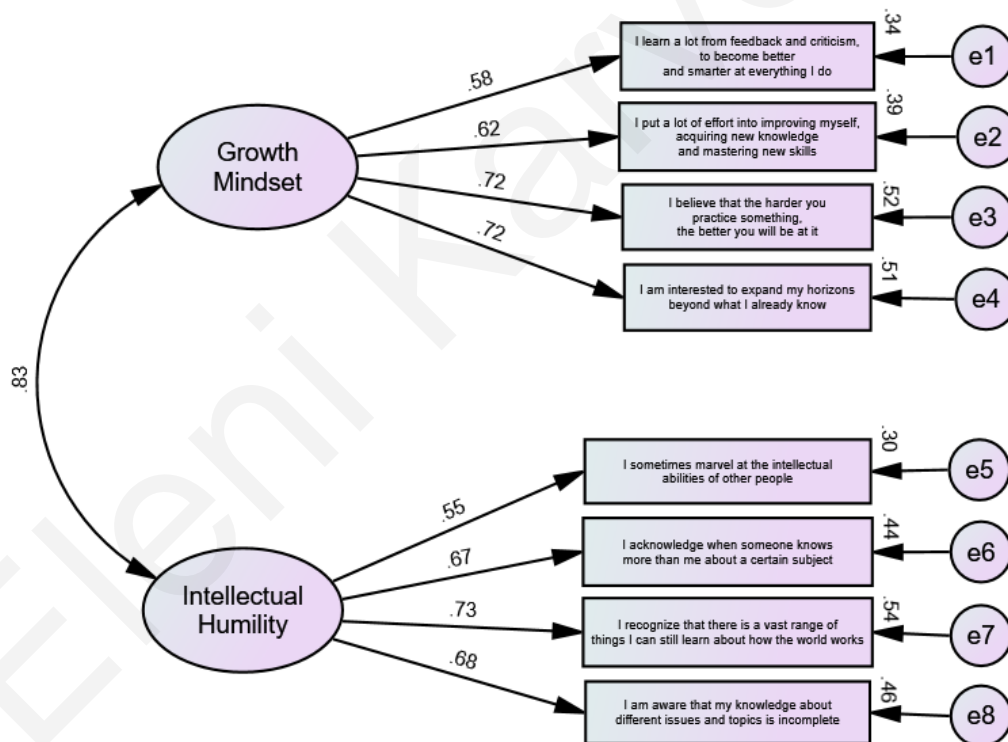 Growth
Mindset
.58
.62
.72
.72
I learn a lot from feedback and criticism,
to become better
and smarter at everything I do
.34
e1
I put a lot of effort into improving myself,
acquiring new knowledge
and mastering new skills
.39
e2
I believe that the harder you
practice something,
the better you will be at it
.52
e3
I am interested to expand my horizons
beyond what I already know
.51
e4
.83
Intellectual
Humility
.55
.67
.73
.68
I sometimes marvel at the intellectual
abilities of other people
.30
e5
I acknowledge when someone knows
more than me about a certain subject
.44
e6
I recognize that there is a vast range of
things I can still learn about how the world works
.54
e7
I am aware that my knowledge about
different issues and topics is incomplete
.46
e8
Eleni